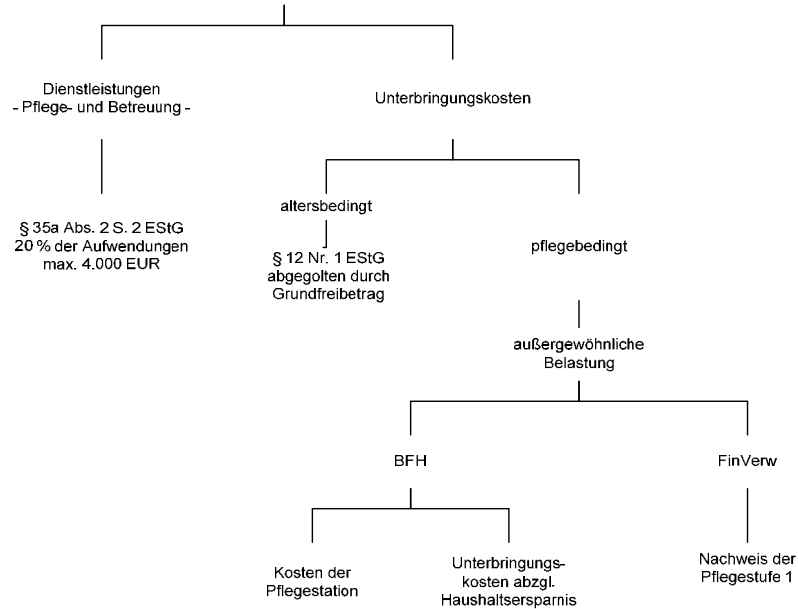 Dienstleistungen
- Pflege- und Betreuung -
Unterbringungskosten
altersbedingt
§ 35a Abs. 2 S. 2 EStG
20 % der Aufwendungen
max. 4.000 EUR
§ 12 Nr. 1 EStG
abgegolten durch
Grundfreibetrag
pflegebedingt
außergewöhnliche
Belastung
BFH
FinVerw
Kosten der
Pflegestation
Unterbringungs-
kosten abzgl.
Haushaltsersparnis
Nachweis der
Pflegestufe 1